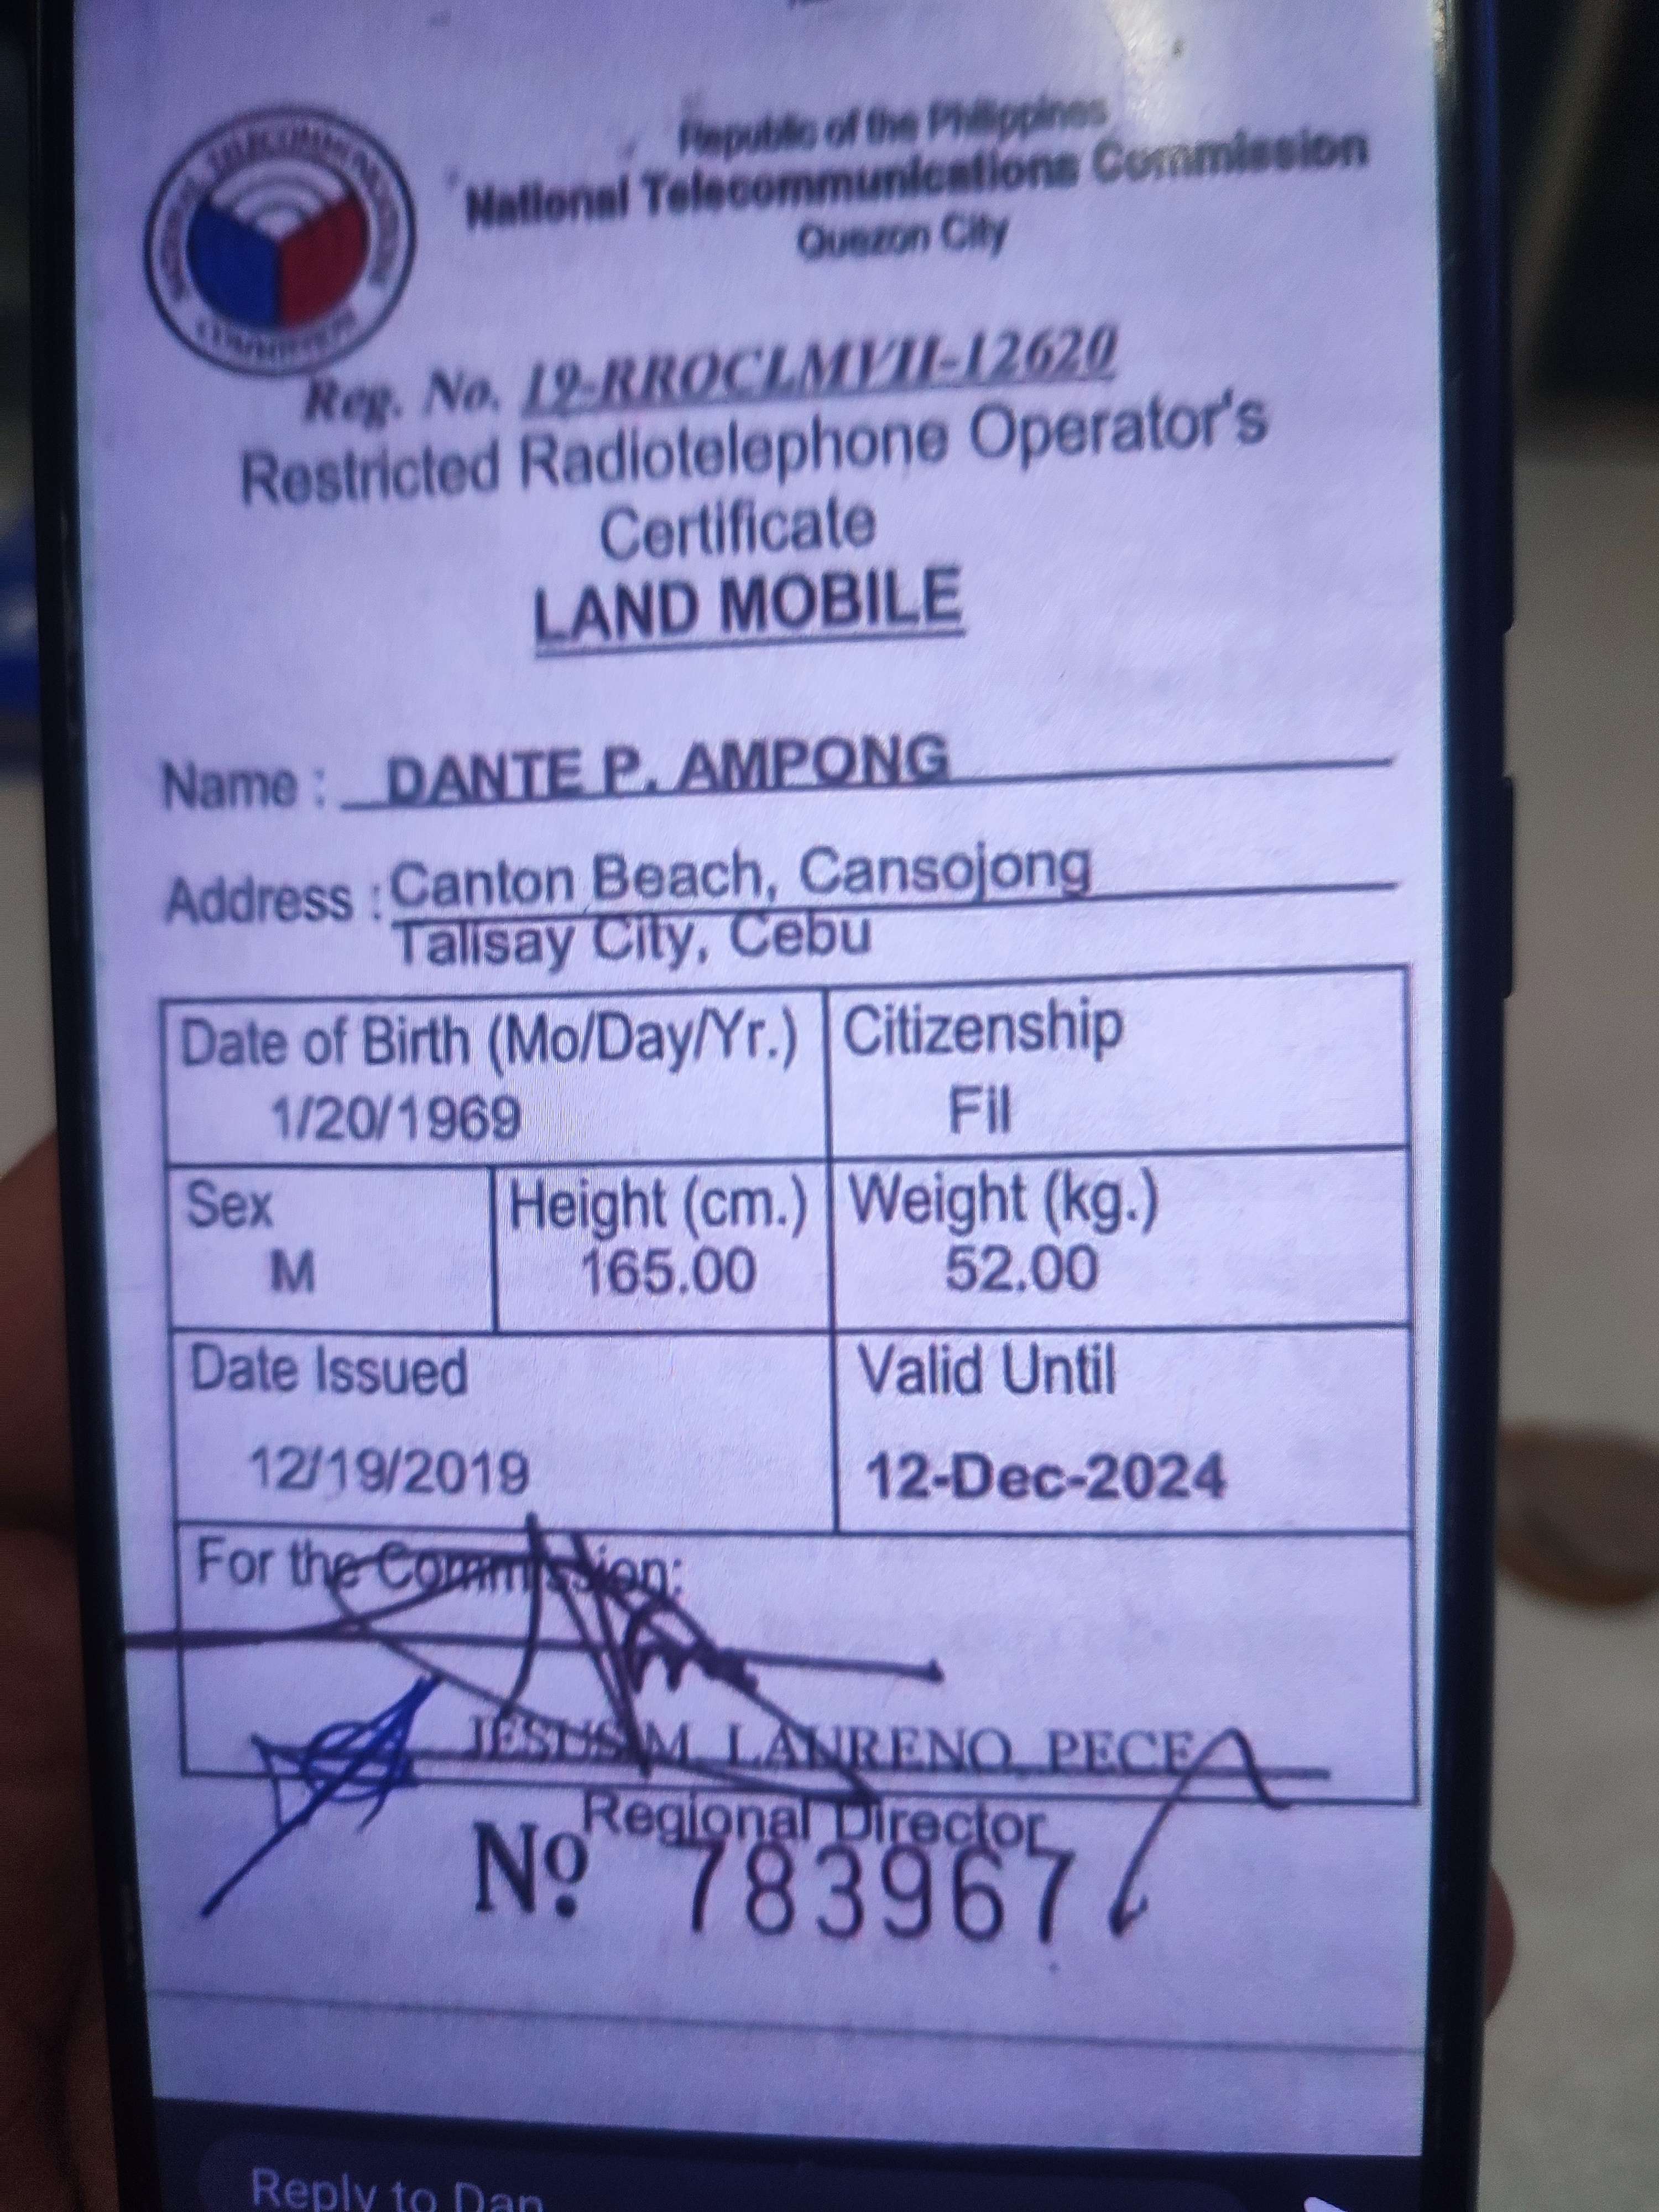 NATIONAL TELECOMMUNICATIONS
COMMISSION
Republic of the Philippines
National Telecommunications Commission
Quezon City
Reg. No. 19-RROCLMVII-12620
Restricted Radiotelephone Operator's
Certificate
LAND MOBILE
Name : DANTE P. AMPONG
Address : Canton Beach, Cansojong
Talisay City, Cebu
Date of Birth (Mo/Day/Yr.) Citizenship
1/20/1969 Fil
Sex Height (cm.) Weight (kg.)
M 165.00 52.00
Date Issued Valid Until
12/19/2019 12-Dec-2024
For the Commission:
JESUS M. LAURENO, PECE
Regional Director
Nº 783967
Reply to Dan